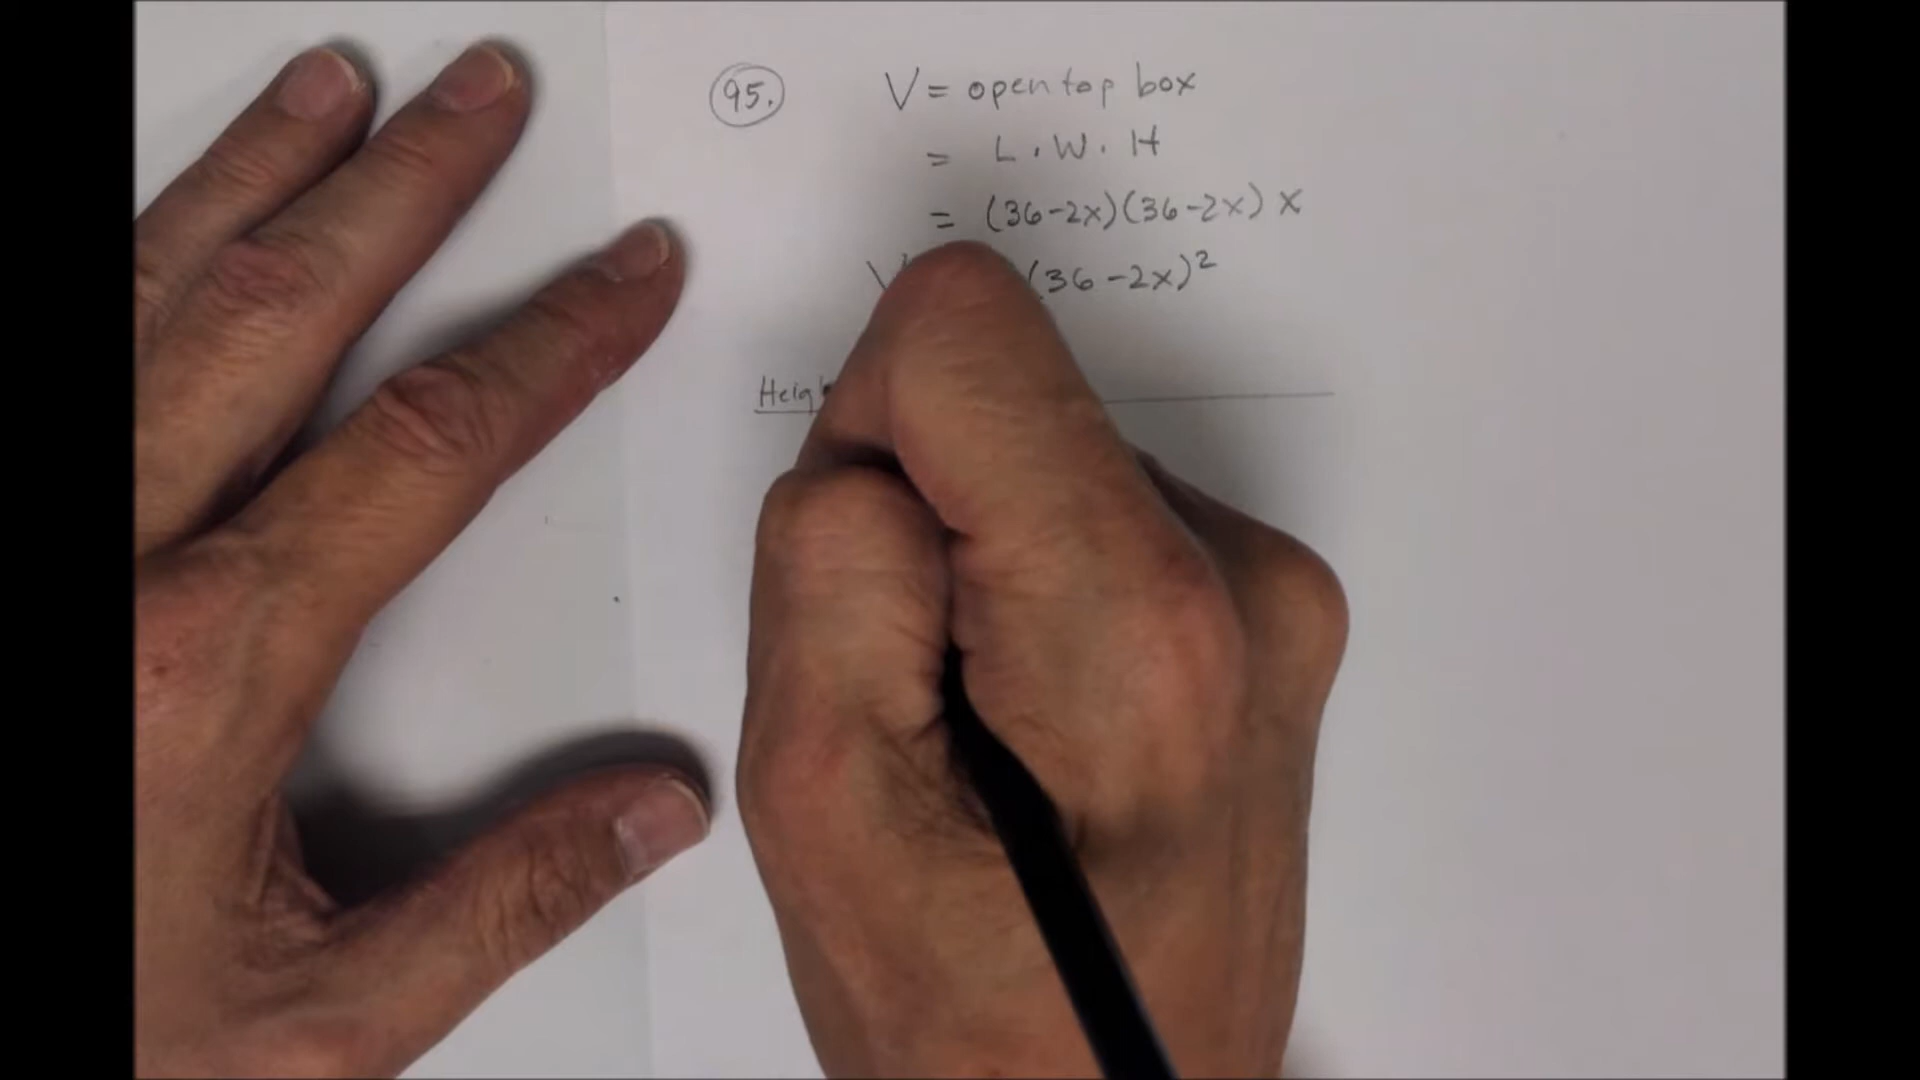 95. V = open top box
= L . W . H
= (36-2x)(36-2x) x
V (36-2x)²